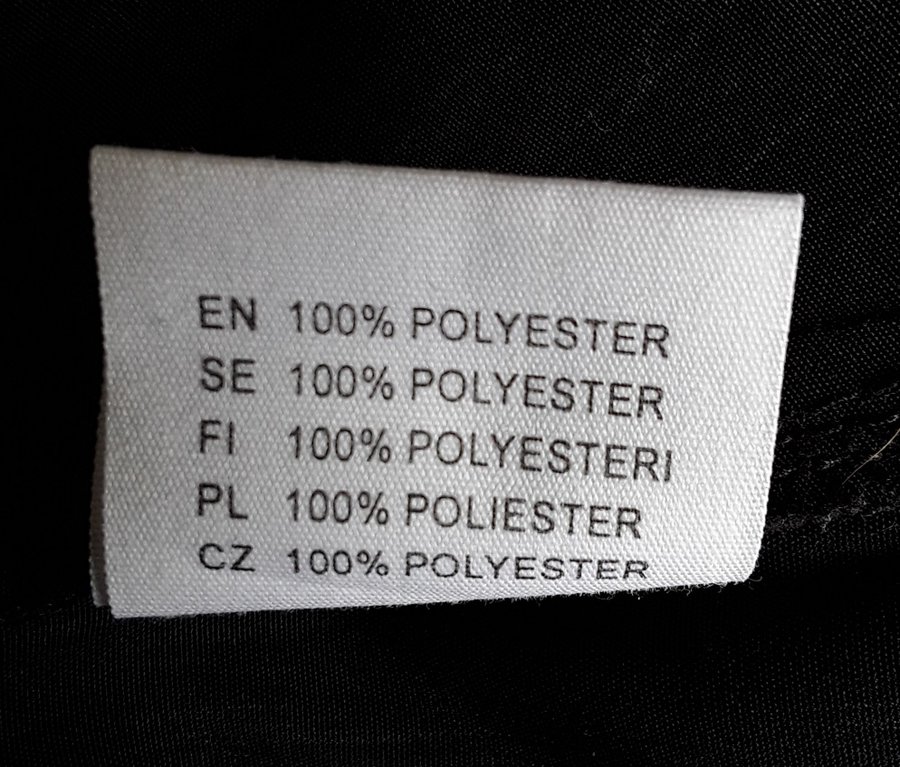 EN 100% POLYESTER
SE 100% POLYESTER
FI 100% POLYESTERI
PL 100% POLIESTER
CZ 100% POLYESTER